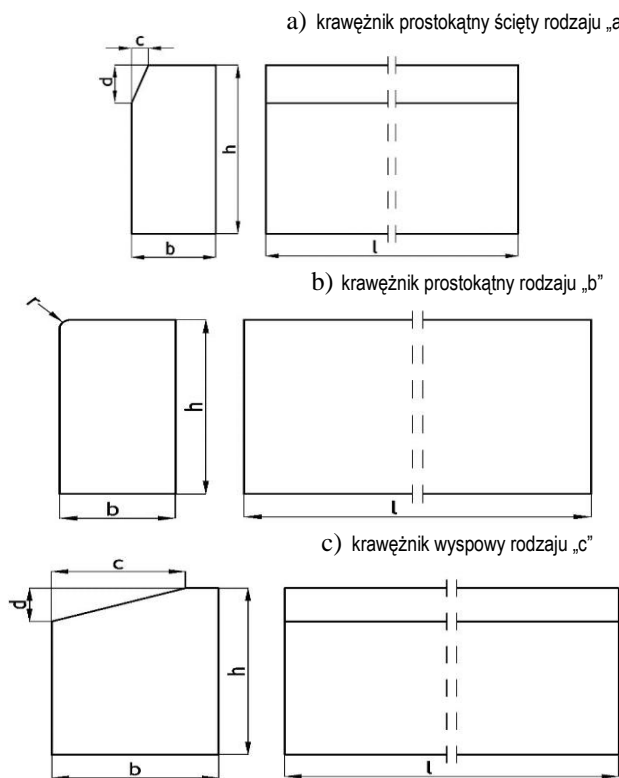 a) krawężnik prostokątny ścięty rodzaju „a
c
d
h
b
l
b) krawężnik prostokątny rodzaju „b”
r
h
b
l
c) krawężnik wyspowy rodzaju „c”
c
d
h
b
l